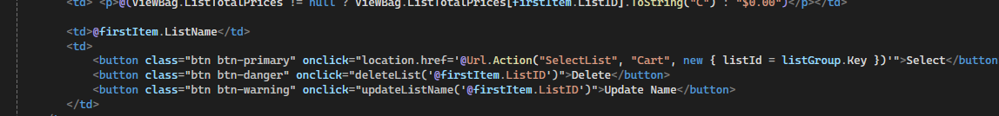 <td> <p>@(ViewBag.ListTotalPrices != null ? ViewBag.ListTotalPrices[firstItem.ListID].ToString("C") : "$0.00")</p></td>
<td>@firstItem.ListName</td>
<td>
<button class="btn btn-primary" onclick="location.href='@Url.Action("SelectList", "Cart", new { listId = listGroup.Key })'">Select</button
<button class="btn btn-danger" onclick="deleteList('@firstItem.ListID')">Delete</button>
<button class="btn btn-warning" onclick="updateListName('@firstItem.ListID')">Update Name</button>
</td>